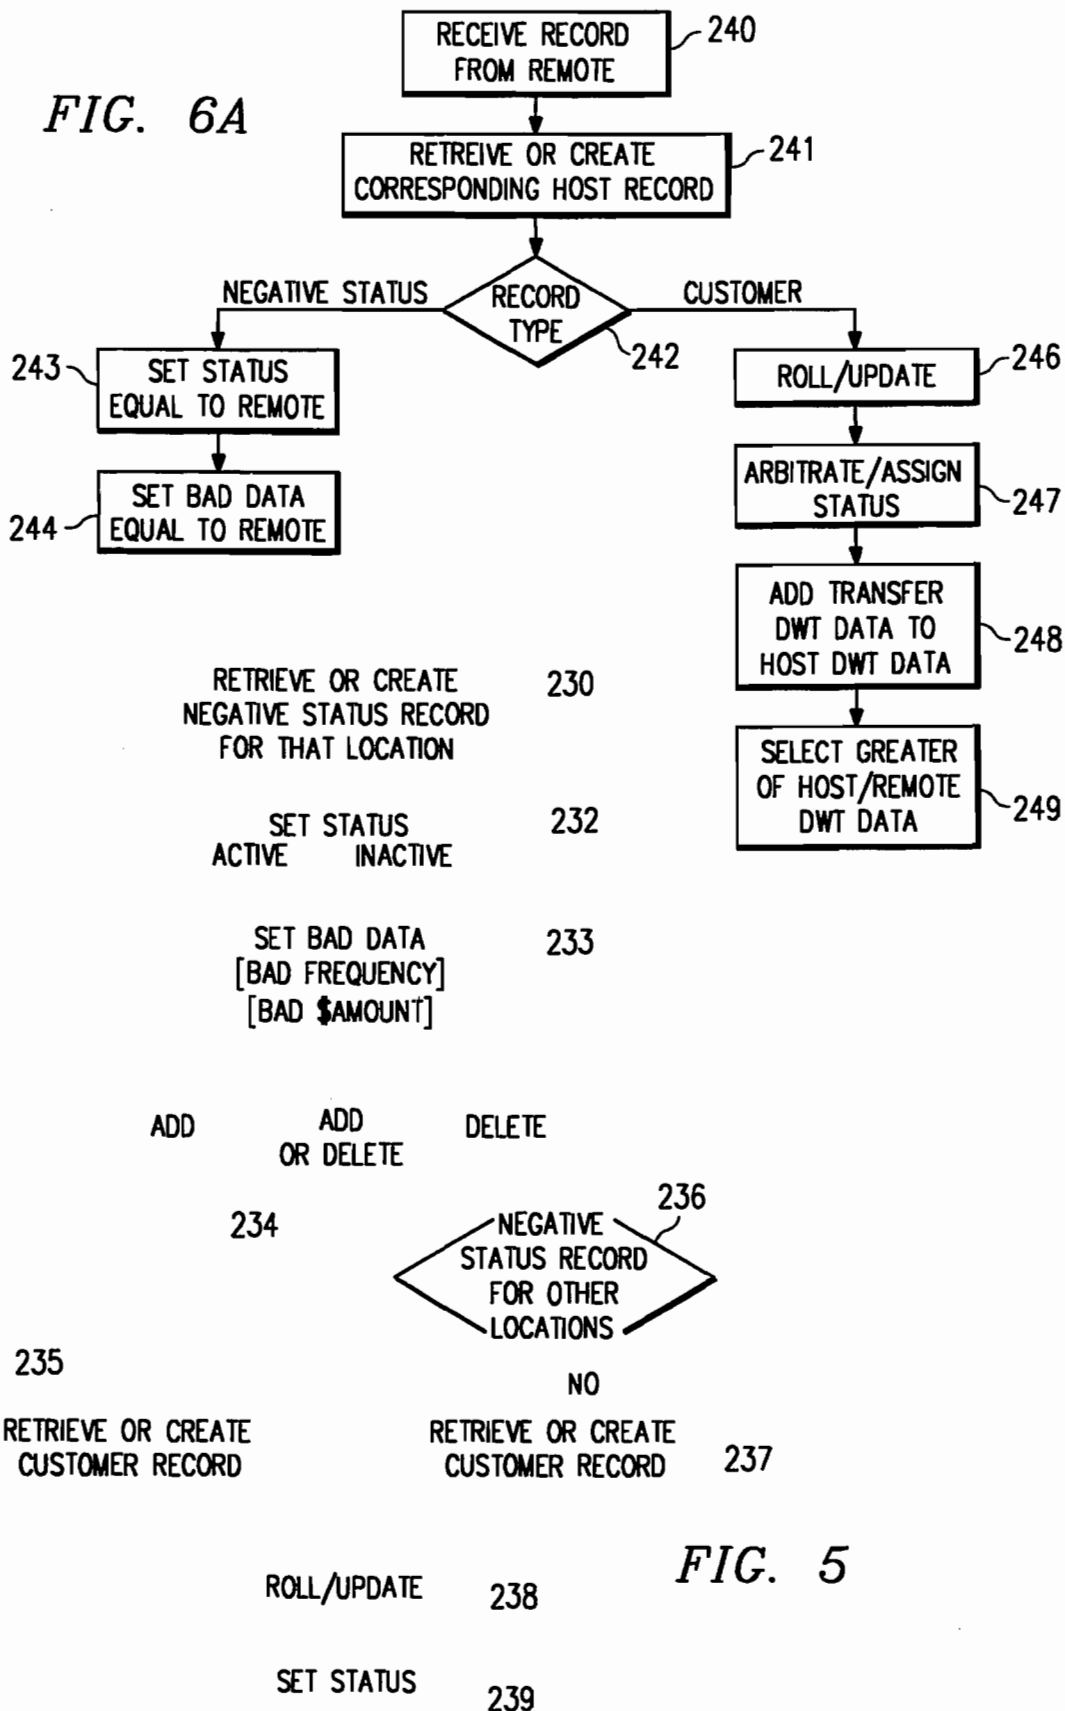 FIG. 6A
RECEIVE RECORD
FROM REMOTE
240
RETREIVE OR CREATE
CORRESPONDING HOST RECORD
241
NEGATIVE STATUS
RECORD
TYPE
242
CUSTOMER
243
SET STATUS
EQUAL TO REMOTE
244
SET BAD DATA
EQUAL TO REMOTE
ROLL/UPDATE
246
ARBITRATE/ASSIGN
STATUS
247
ADD TRANSFER
DWT DATA TO
HOST DWT DATA
248
SELECT GREATER
OF HOST/REMOTE
DWT DATA
249
RETRIEVE OR CREATE
NEGATIVE STATUS RECORD
FOR THAT LOCATION
230
SET STATUS
ACTIVE INACTIVE
232
SET BAD DATA
[BAD FREQUENCY]
[BAD $AMOUNT]
233
ADD
ADD
OR DELETE
DELETE
234
236
NEGATIVE
STATUS RECORD
FOR OTHER
LOCATIONS
235
NO
RETRIEVE OR CREATE
CUSTOMER RECORD
RETRIEVE OR CREATE
CUSTOMER RECORD
237
FIG. 5
ROLL/UPDATE
238
SET STATUS
239